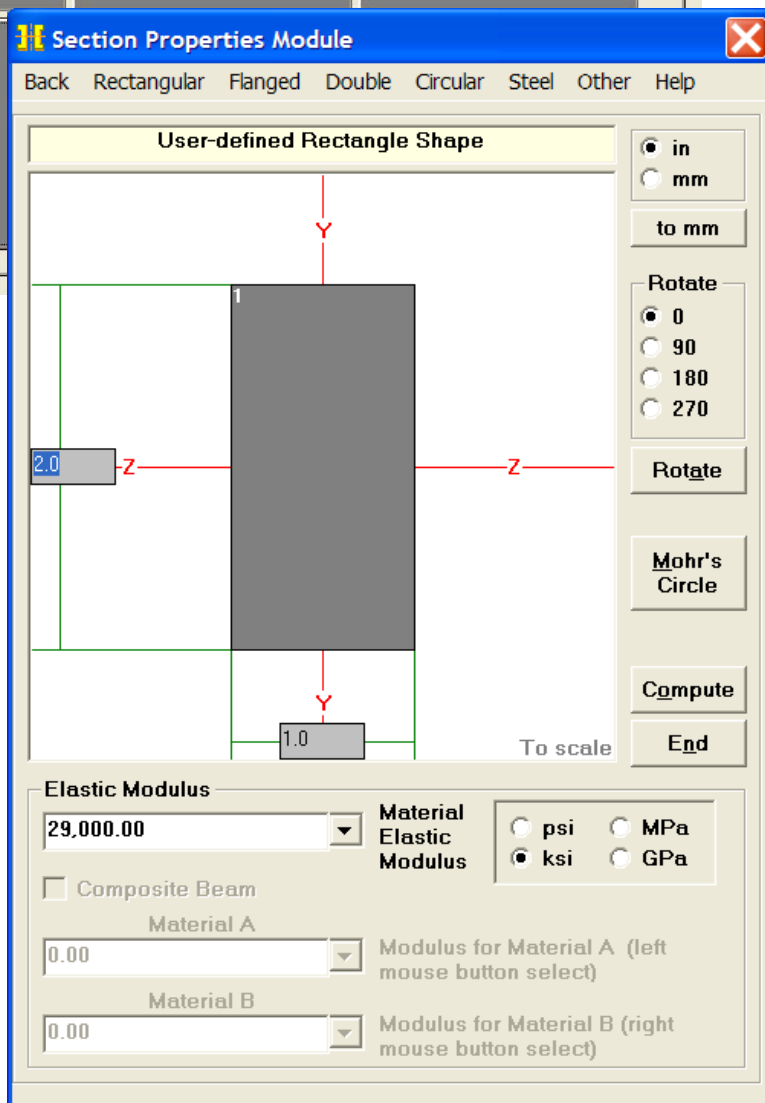 Section Properties Module
Back Rectangular Flanged Double Circular Steel Other Help
User-defined Rectangle Shape
in
mm
to mm
Rotate
0
90
180
270
Rotate
Mohr's
Circle
Compute
End
Y
1
2.0
Z
Z
Y
1.0
To scale
Elastic Modulus
29,000.00
Material
Elastic
Modulus
psi MPa
ksi GPa
Composite Beam
Material A
0.00
Modulus for Material A (left
mouse button select)
Material B
0.00
Modulus for Material B (right
mouse button select)